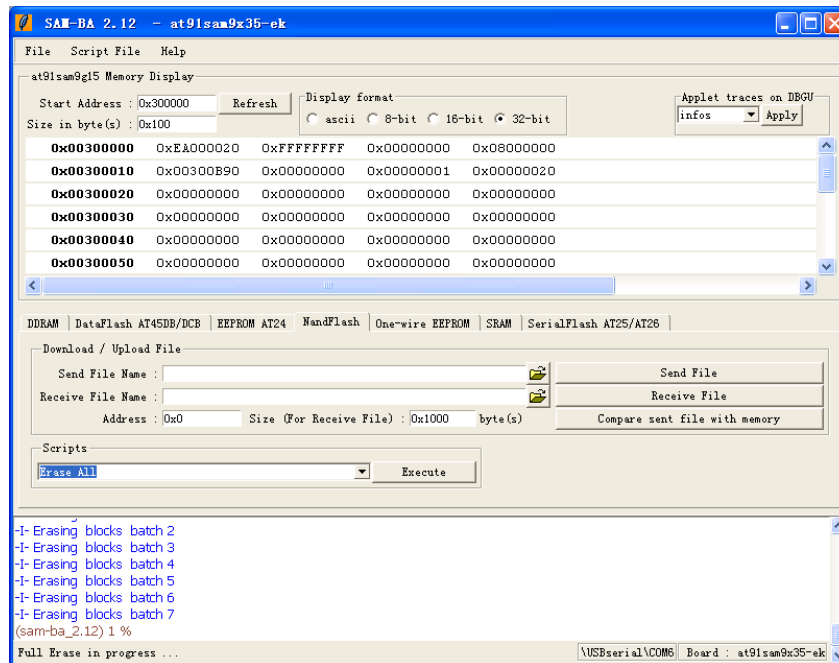 SAM-BA 2.12 - at91sam9x35-ek
File Script File Help
at91sam9g15 Memory Display
Start Address : 0x300000 Refresh
Size in byte(s) : 0x100
Display format
ascii 8-bit 16-bit 32-bit
Applet traces on DBGU
infos Apply
0x00300000 0xEA000020 0xFFFFFFFF 0x00000000 0x08000000
0x00300010 0x00300B90 0x00000000 0x00000001 0x00000020
0x00300020 0x00000000 0x00000000 0x00000000 0x00000000
0x00300030 0x00000000 0x00000000 0x00000000 0x00000000
0x00300040 0x00000000 0x00000000 0x00000000 0x00000000
0x00300050 0x00000000 0x00000000 0x00000000 0x00000000
DDRAM DataFlash AT45DB/DCB EEPROM AT24 NandFlash One-wire EEPROM SRAM SerialFlash AT25/AT26
Download / Upload File
Send File Name : Send File
Receive File Name : Receive File
Address : 0x0 Size (For Receive File) : 0x1000 byte(s) Compare sent file with memory
Scripts
Erase All Execute
-I- Erasing blocks batch 2
-I- Erasing blocks batch 3
-I- Erasing blocks batch 4
-I- Erasing blocks batch 5
-I- Erasing blocks batch 6
-I- Erasing blocks batch 7
(sam-ba_2.12) 1 %
Full Erase in progress ... \USBserial\COM6 Board : at91sam9x35-ek